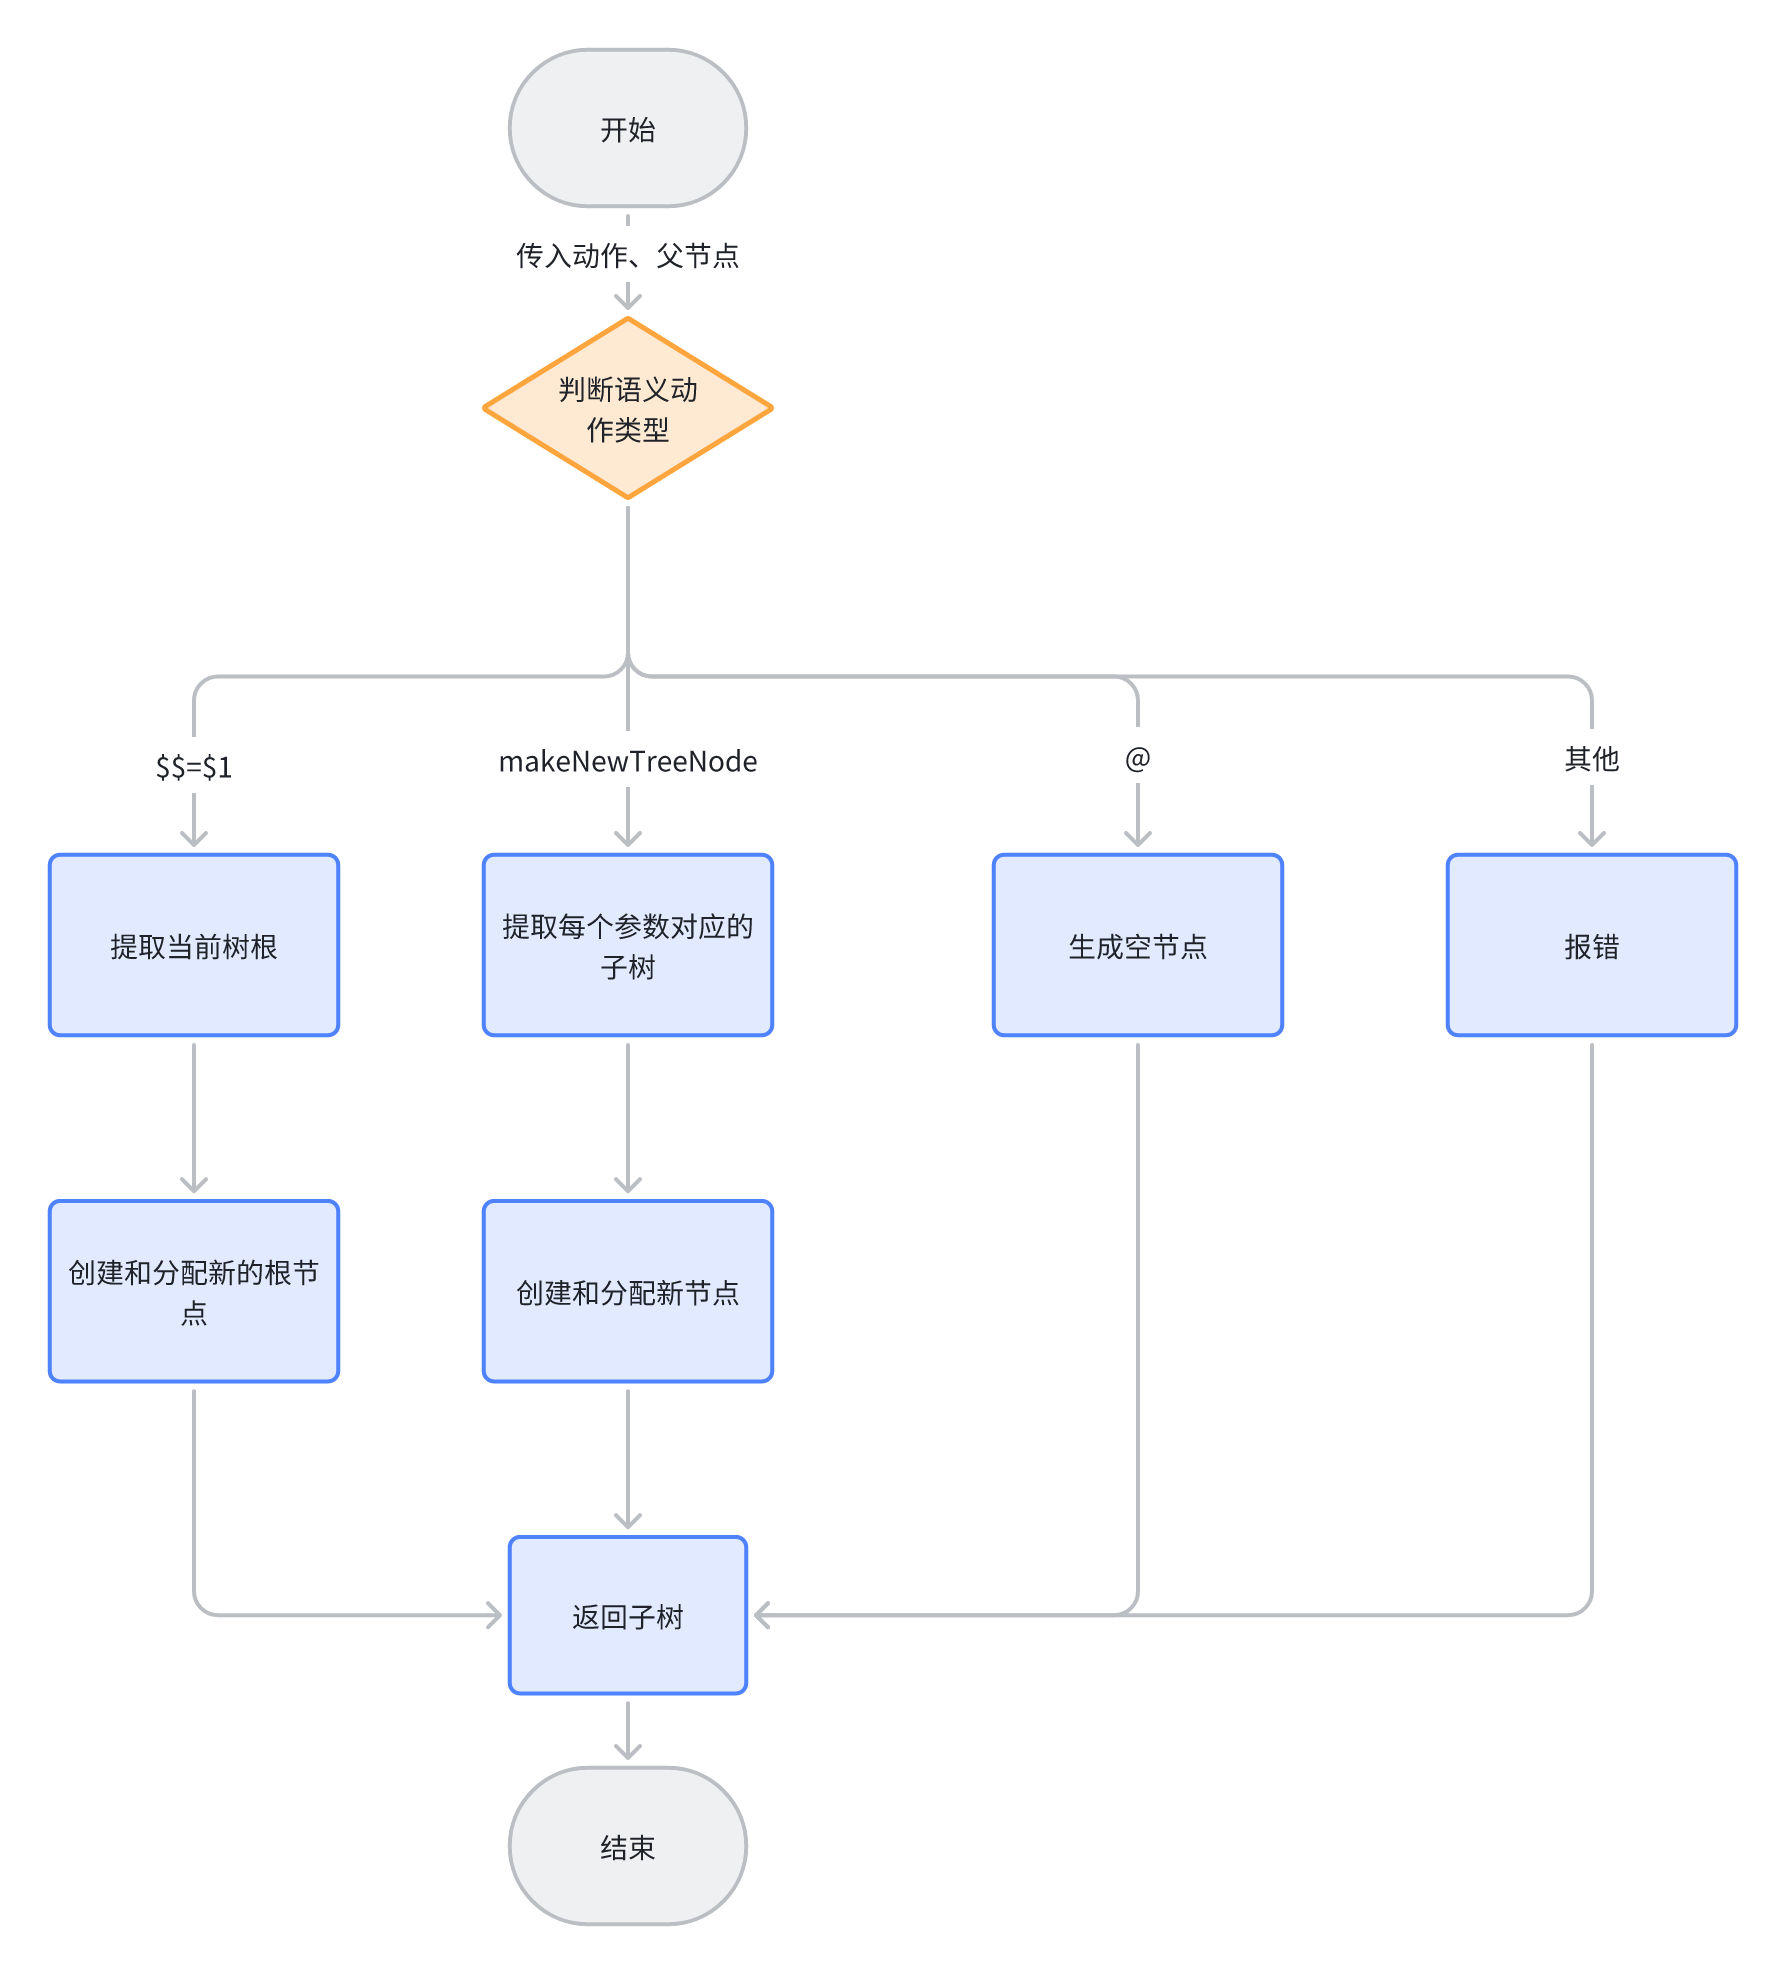 开始
传入动作、父节点
判断语义动
作类型
$$=$1
makeNewTreeNode
@
其他
提取当前树根
提取每个参数对应的
子树
生成空节点
报错
创建和分配新的根节
点
创建和分配新节点
返回子树
结束